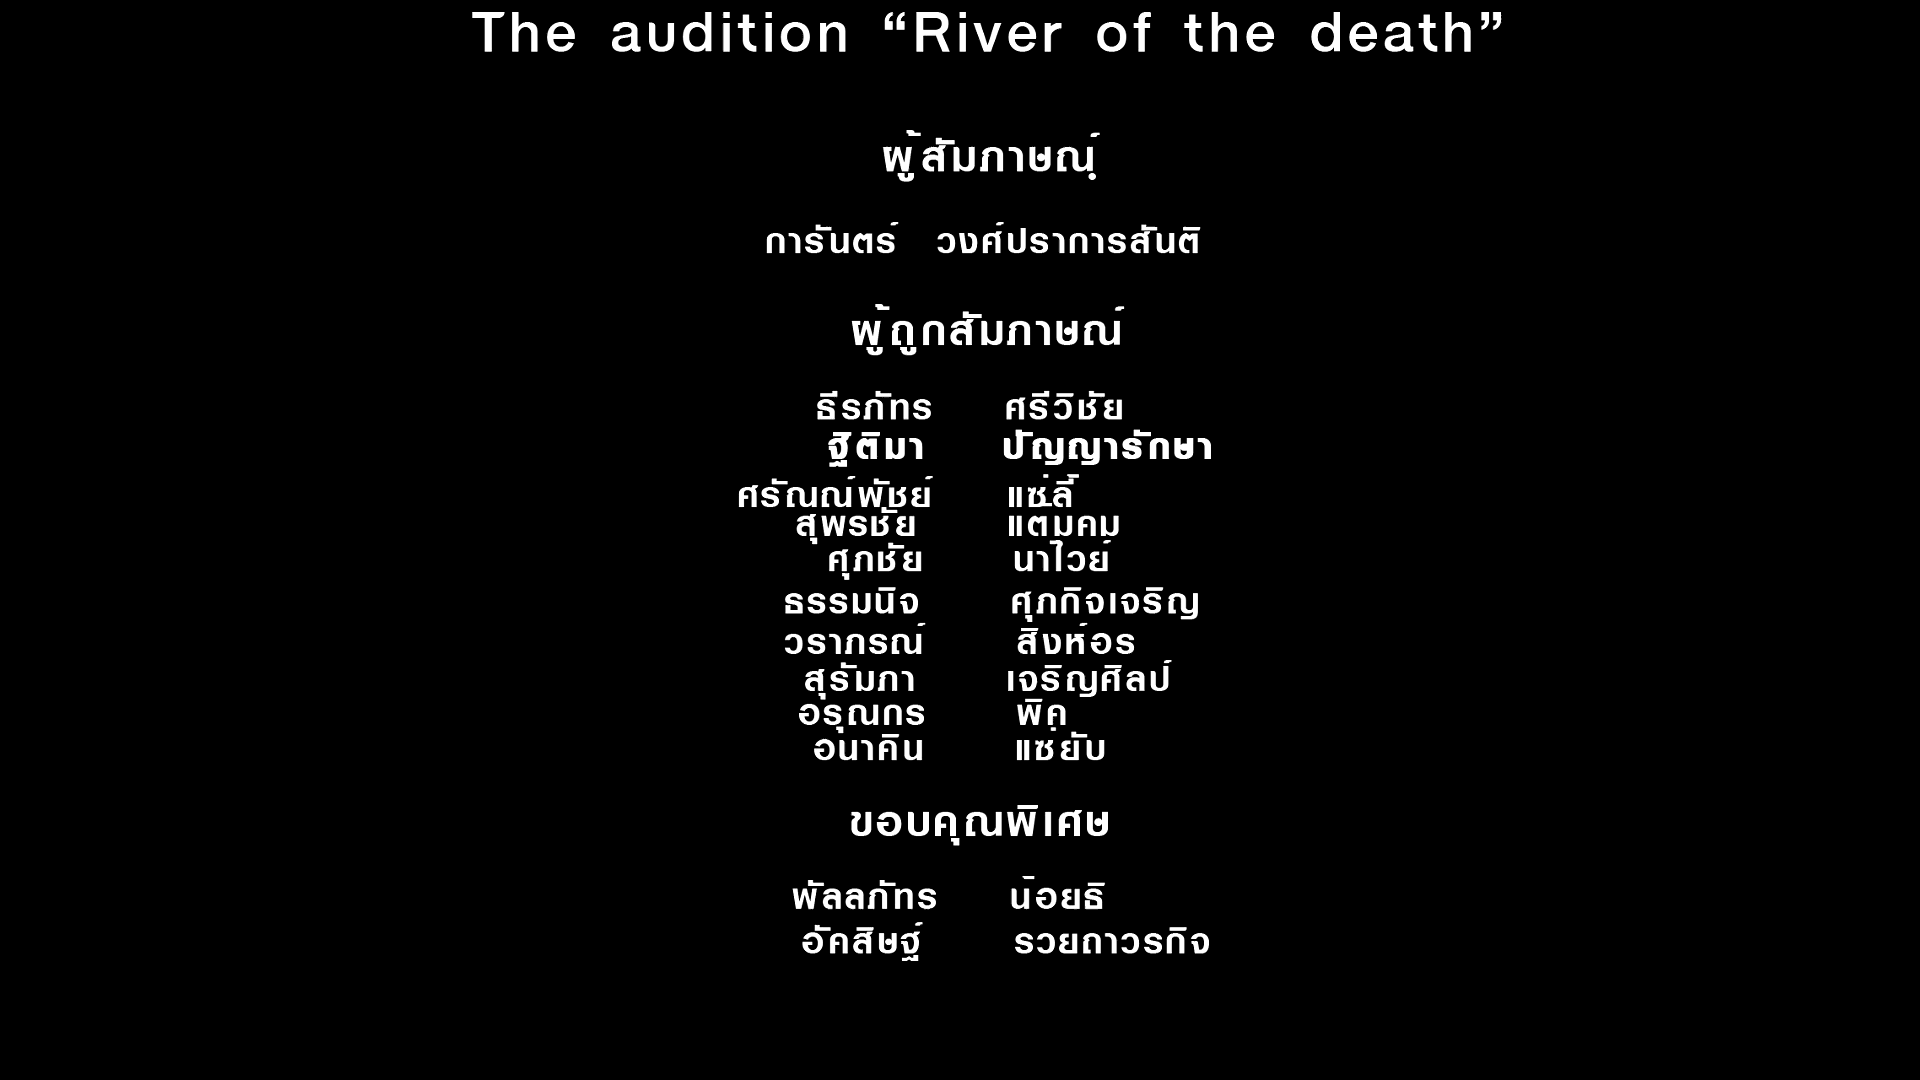 The audition “River of the death”
ผู้สัมภาษณฺ์
การันตร์ วงศ์ปราการสันติ
ผู้ถูกสัมภาษณ์
ธีรภัทร ศรีวิชัย
ฐิติมา ปัญญารักษา
ศรัณณ์พัชย์ แซ่ลี้
สุพรชัย แต้มคม
ศุภชัย นาไวย์
ธรรมนิจ ศุภกิจเจริญ
วราภรณ์ สิงห์อร
สุรัมภา เจริญศิลป์
อรุณกร พิค
อนาคิน แซ่ยับ
ขอบคุณพิเศษ
พัลลภัทร น้อยธิ
อัคสิษฐ์ รวยถาวรกิจ